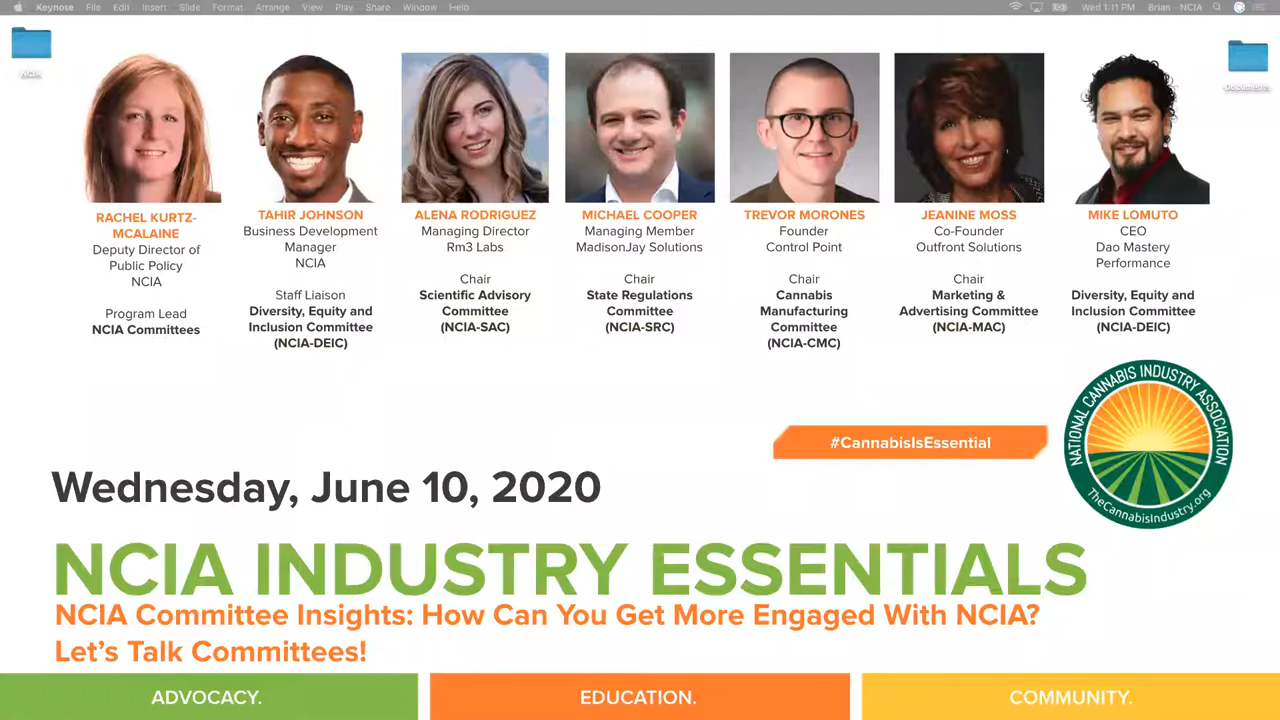 Keynote File Edit Insert Slide Format Arrange View Play Share Window Help Wed 1:11 PM Brian - NCIA
NCIA
Documents
RACHEL KURTZ-
MCALAINE
Deputy Director of
Public Policy
NCIA
Program Lead
NCIA Committees
TAHIR JOHNSON
Business Development
Manager
NCIA
Staff Liaison
Diversity, Equity and
Inclusion Committee
(NCIA-DEIC)
ALENA RODRIGUEZ
Managing Director
Rm3 Labs
Chair
Scientific Advisory
Committee
(NCIA-SAC)
MICHAEL COOPER
Managing Member
MadisonJay Solutions
Chair
State Regulations
Committee
(NCIA-SRC)
TREVOR MORONES
Founder
Control Point
Chair
Cannabis
Manufacturing
Committee
(NCIA-CMC)
JEANINE MOSS
Co-Founder
Outfront Solutions
Chair
Marketing &
Advertising Committee
(NCIA-MAC)
MIKE LOMUTO
CEO
Dao Mastery
Performance
Diversity, Equity and
Inclusion Committee
(NCIA-DEIC)
#CannabisIsEssential
NATIONAL CANNABIS INDUSTRY ASSOCIATION
TheCannabisIndustry.org
Wednesday, June 10, 2020
NCIA INDUSTRY ESSENTIALS
NCIA Committee Insights: How Can You Get More Engaged With NCIA?
Let's Talk Committees!
ADVOCACY.
EDUCATION.
COMMUNITY.